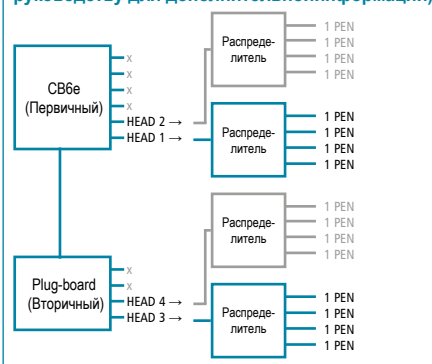 руководству для дополнительнойинформации)
Распреде-
литель
1 PEN
1 PEN
1 PEN
1 PEN
CB6e
(Первичный)
x
x
x
x
HEAD 2 →
HEAD 1 →
Распреде-
литель
1 PEN
1 PEN
1 PEN
1 PEN
Распреде-
литель
1 PEN
1 PEN
1 PEN
1 PEN
Plug-board
(Вторичный)
x
x
HEAD 4 →
HEAD 3 →
Распреде-
литель
1 PEN
1 PEN
1 PEN
1 PEN